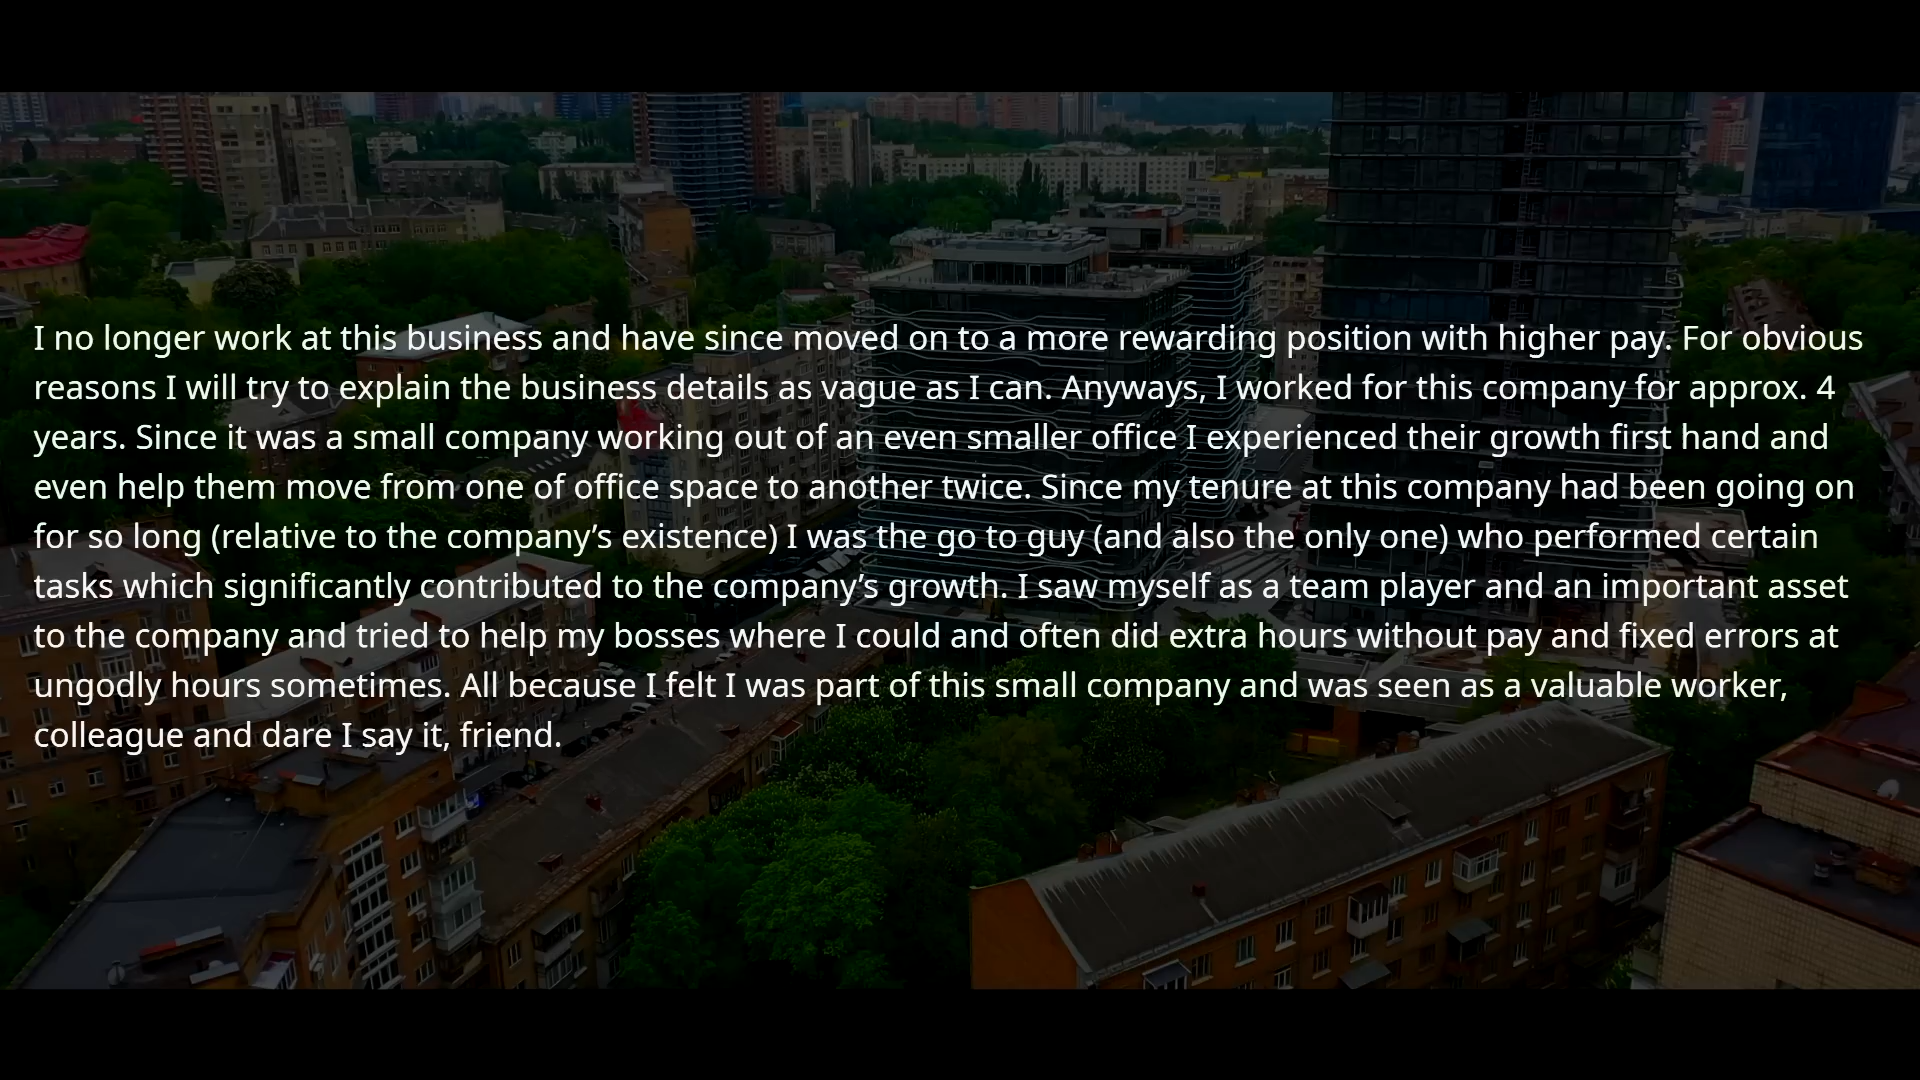 I no longer work at this business and have since moved on to a more rewarding position with higher pay. For obvious
reasons I will try to explain the business details as vague as I can. Anyways, I worked for this company for approx. 4
years. Since it was a small company working out of an even smaller office I experienced their growth first hand and
even help them move from one of office space to another twice. Since my tenure at this company had been going on
for so long (relative to the company’s existence) I was the go to guy (and also the only one) who performed certain
tasks which significantly contributed to the company’s growth. I saw myself as a team player and an important asset
to the company and tried to help my bosses where I could and often did extra hours without pay and fixed errors at
ungodly hours sometimes. All because I felt I was part of this small company and was seen as a valuable worker,
colleague and dare I say it, friend.